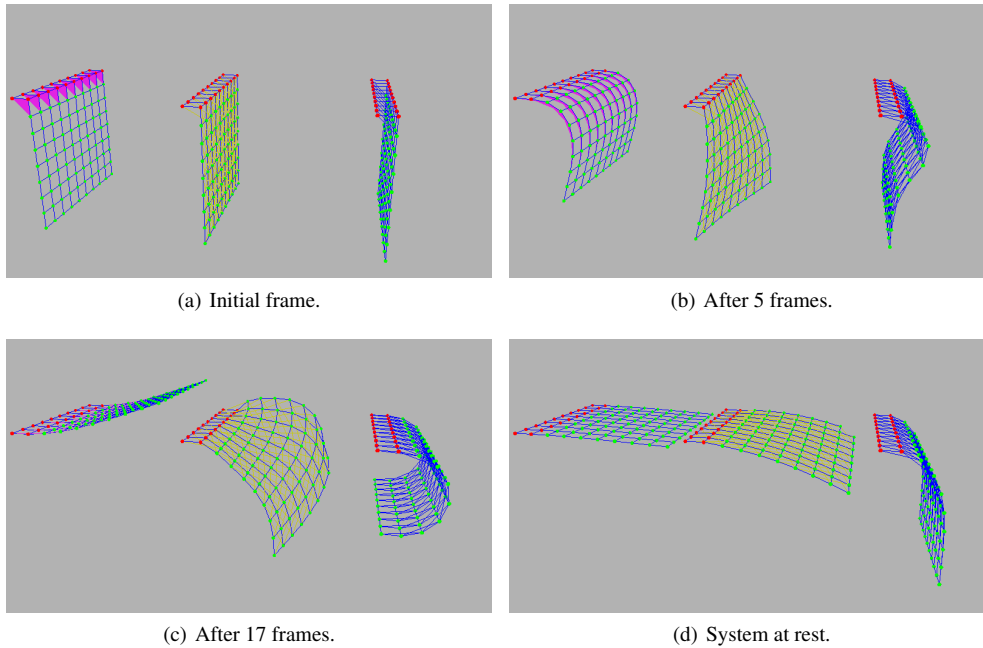 (a) Initial frame.
(b) After 5 frames.
(c) After 17 frames.
(d) System at rest.